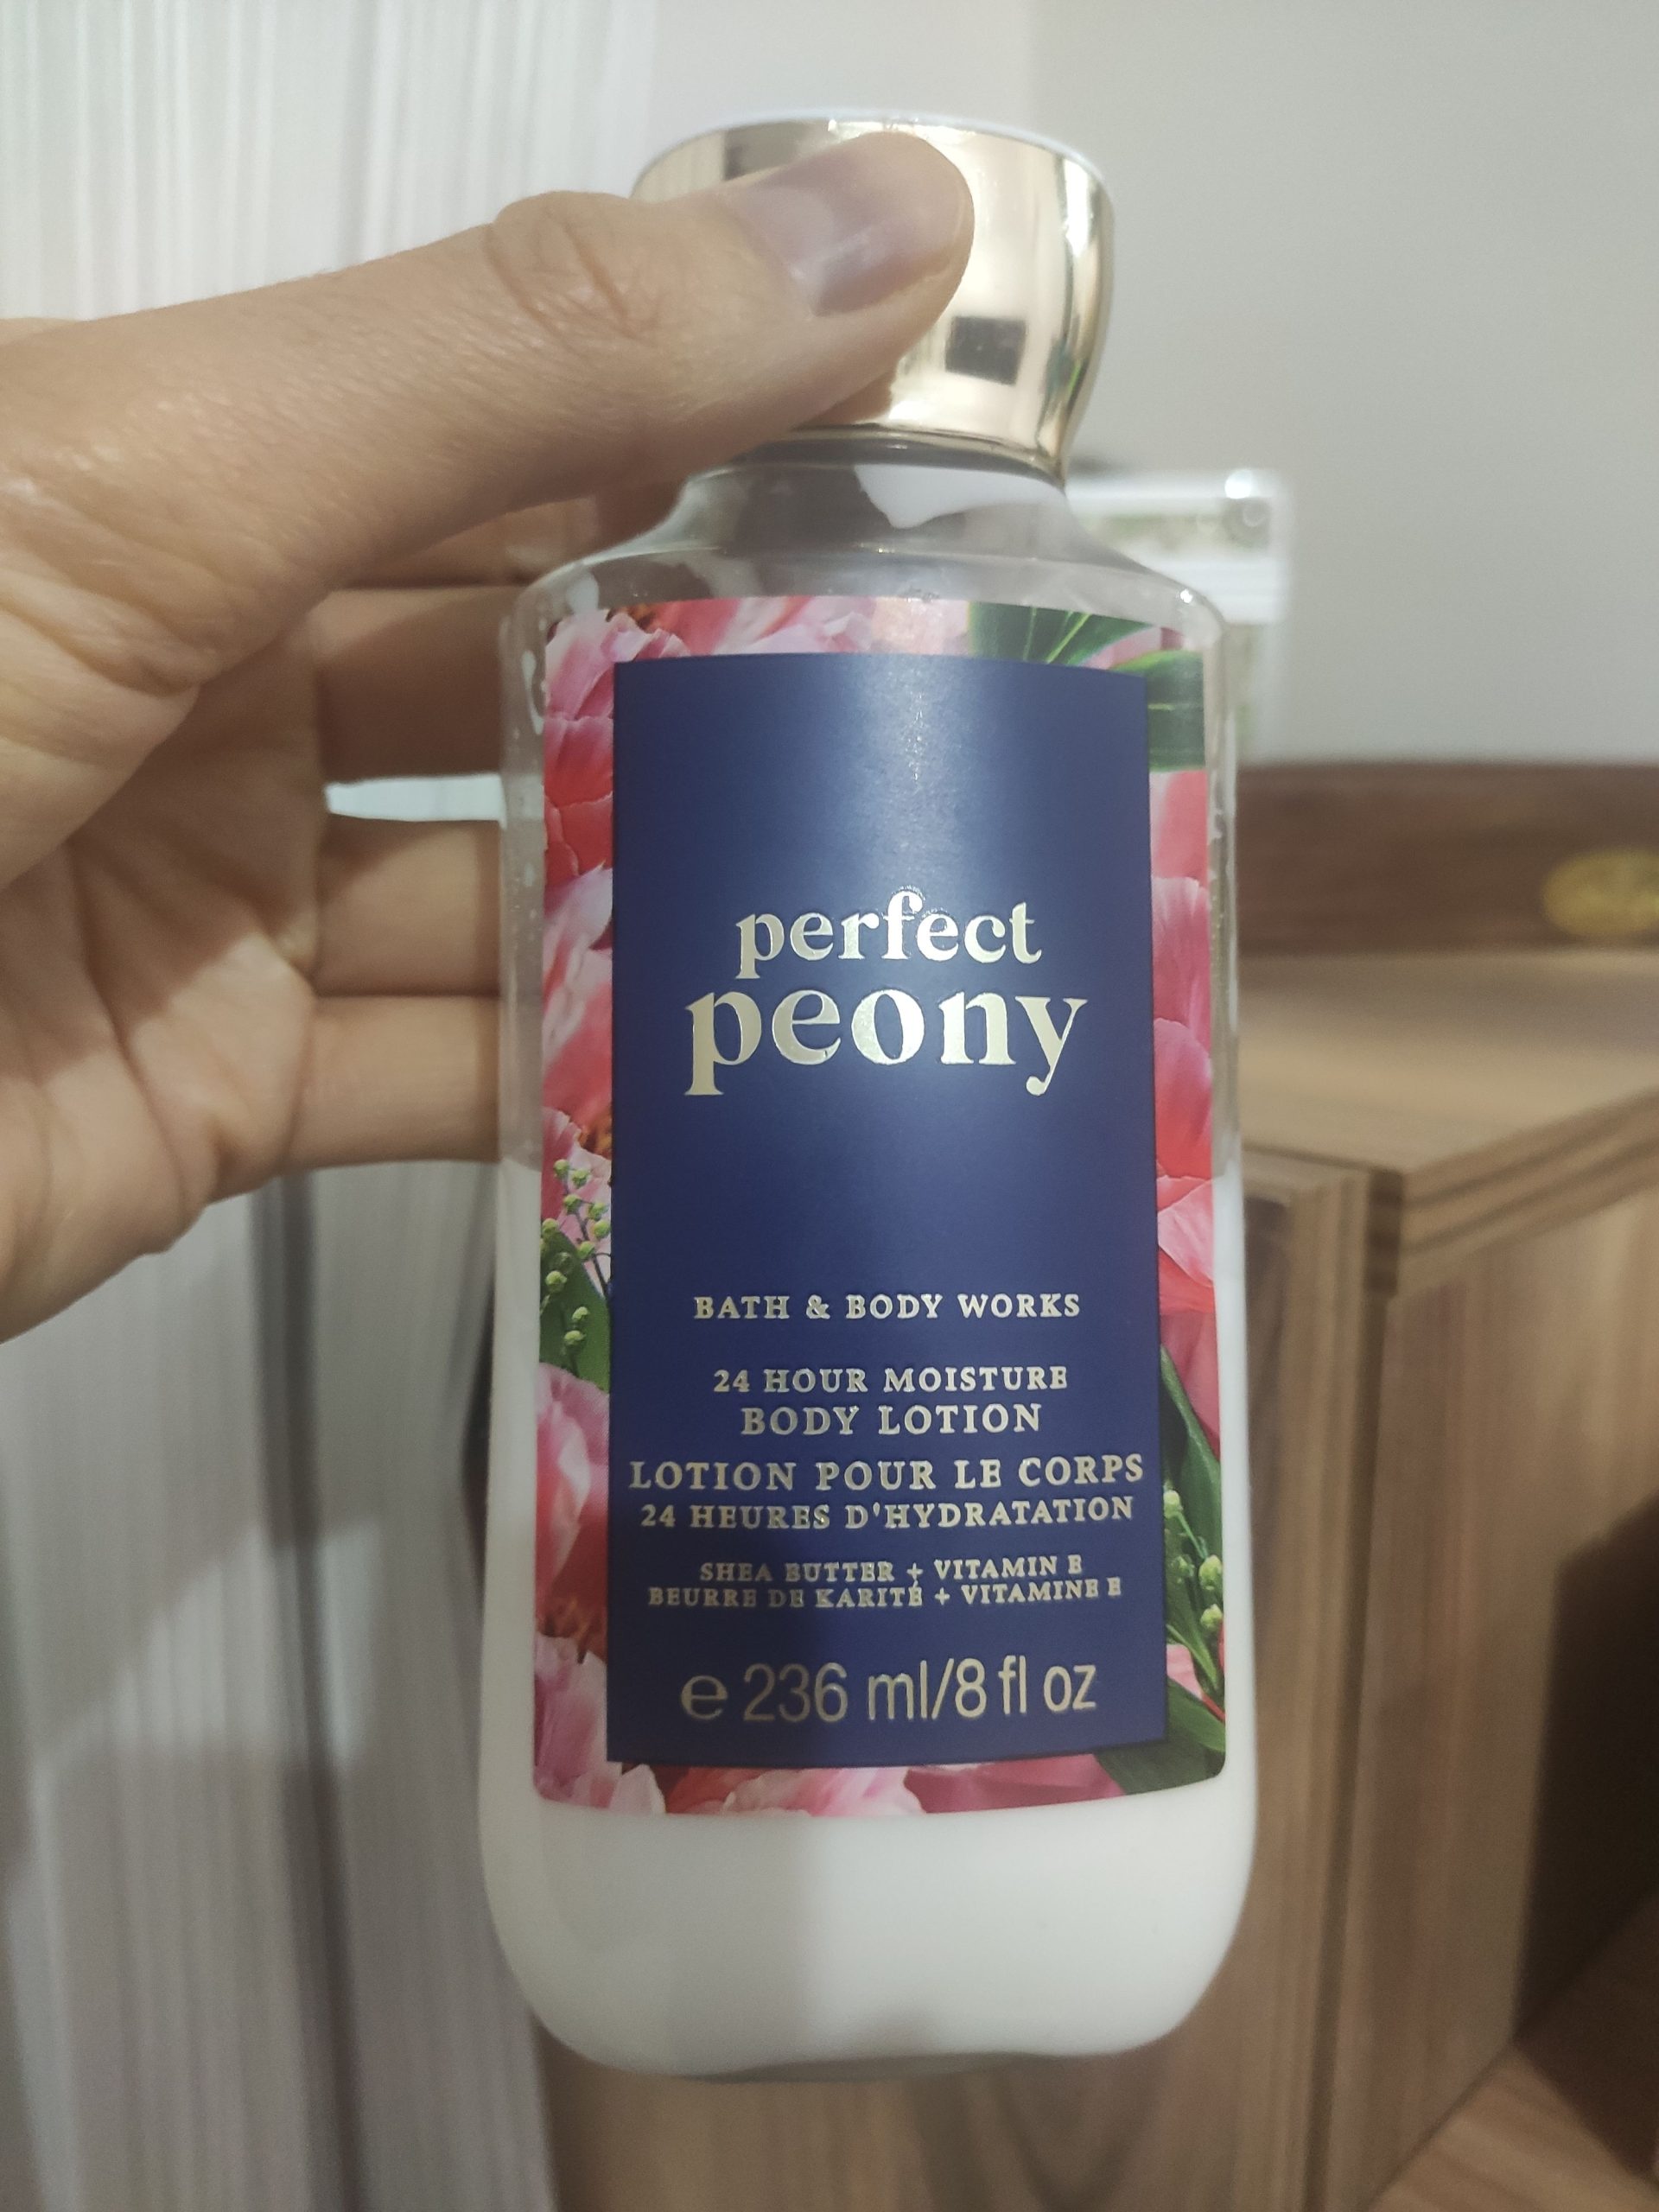 perfect
peony
BATH & BODY WORKS
24 HOUR MOISTURE
BODY LOTION
LOTION POUR LE CORPS
24 HEURES D'HYDRATATION
SHEA BUTTER + VITAMIN E
BEURRE DE KARITÉ + VITAMINE E
℮ 236 ml/8 fl oz